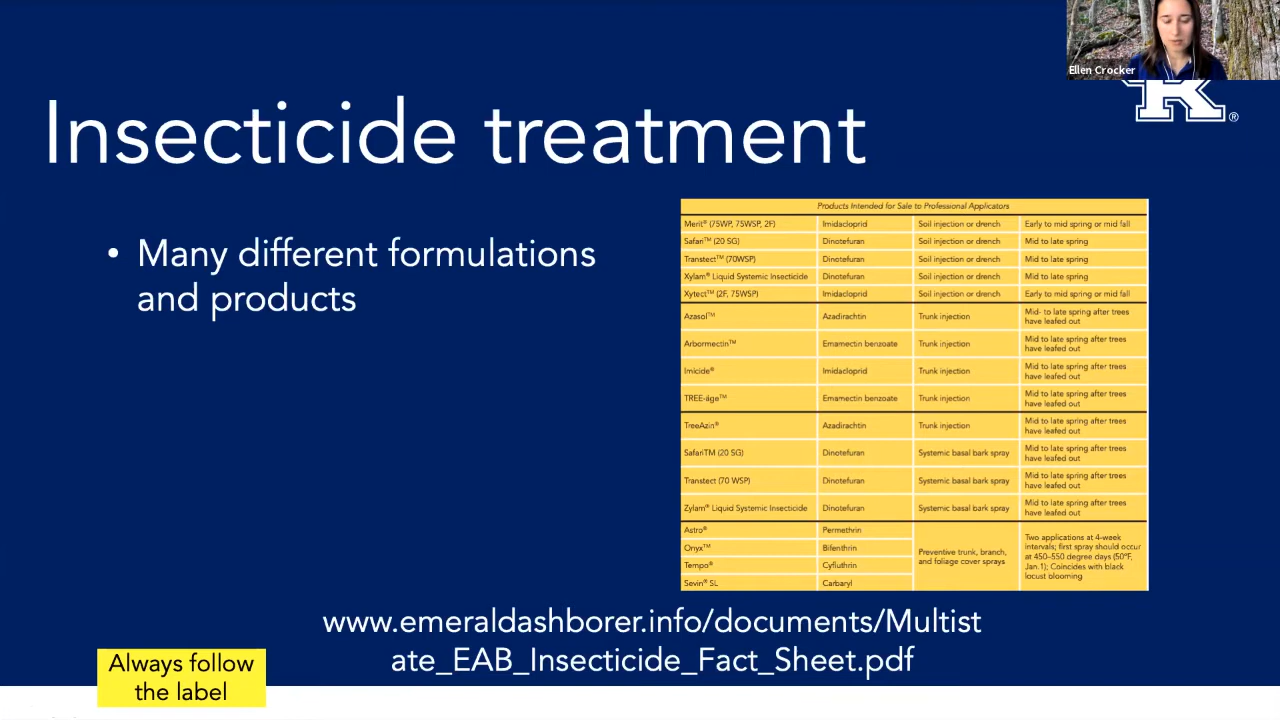 Ellen Crocker
Insecticide treatment
• Many different formulations
and products
Products Intended for Sale to Professional Applicators
Merit® (75WP, 75WSP, 2F) Imidacloprid Soil injection or drench Early to mid spring or mid fall
Safari™ (20 SG) Dinotefuran Soil injection or drench Mid to late spring
Transtect™ (70WSP) Dinotefuran Soil injection or drench Mid to late spring
Xylam® Liquid Systemic Insecticide Dinotefuran Soil injection or drench Mid to late spring
Xytect™ (2F, 75WSP) Imidacloprid Soil injection or drench Early to mid spring or mid fall
Azasol™ Azadirachtin Trunk injection Mid- to late spring after trees
have leafed out
Arbormectin™ Emamectin benzoate Trunk injection Mid to late spring after trees
have leafed out
Imicide® Imidacloprid Trunk injection Mid to late spring after trees
have leafed out
TREE-äge™ Emamectin benzoate Trunk injection Mid to late spring after trees
have leafed out
TreeAzin® Azadirachtin Trunk injection Mid to late spring after trees
have leafed out
SafariTM (20 SG) Dinotefuran Systemic basal bark spray Mid to late spring after trees
have leafed out
Transtect (70 WSP) Dinotefuran Systemic basal bark spray Mid to late spring after trees
have leafed out
Zylam® Liquid Systemic Insecticide Dinotefuran Systemic basal bark spray Mid to late spring after trees
have leafed out
Astro® Permethrin
Onyx™ Bifenthrin
Tempo® Cyfluthrin
Sevin® SL Carbaryl
Preventive trunk, branch,
and foliage cover sprays
Two applications at 4-week
intervals; first spray should occur
at 450–550 degree days (50°F,
Jan.1); Coincides with black
locust blooming
www.emeraldashborer.info/documents/Multist
ate_EAB_Insecticide_Fact_Sheet.pdf
Always follow
the label